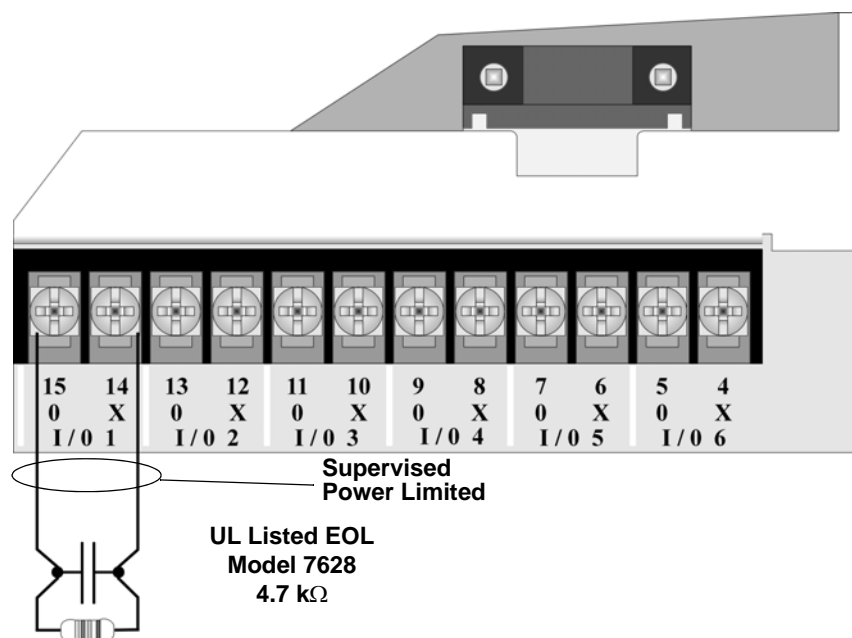 15 14 13 12 11 10 9 8 7 6 5 4
0 X 0 X 0 X 0 X 0 X 0 X
I/0 1 I/0 2 I/0 3 I/0 4 I/0 5 I/0 6
Supervised
Power Limited
UL Listed EOL
Model 7628
4.7 kΩ